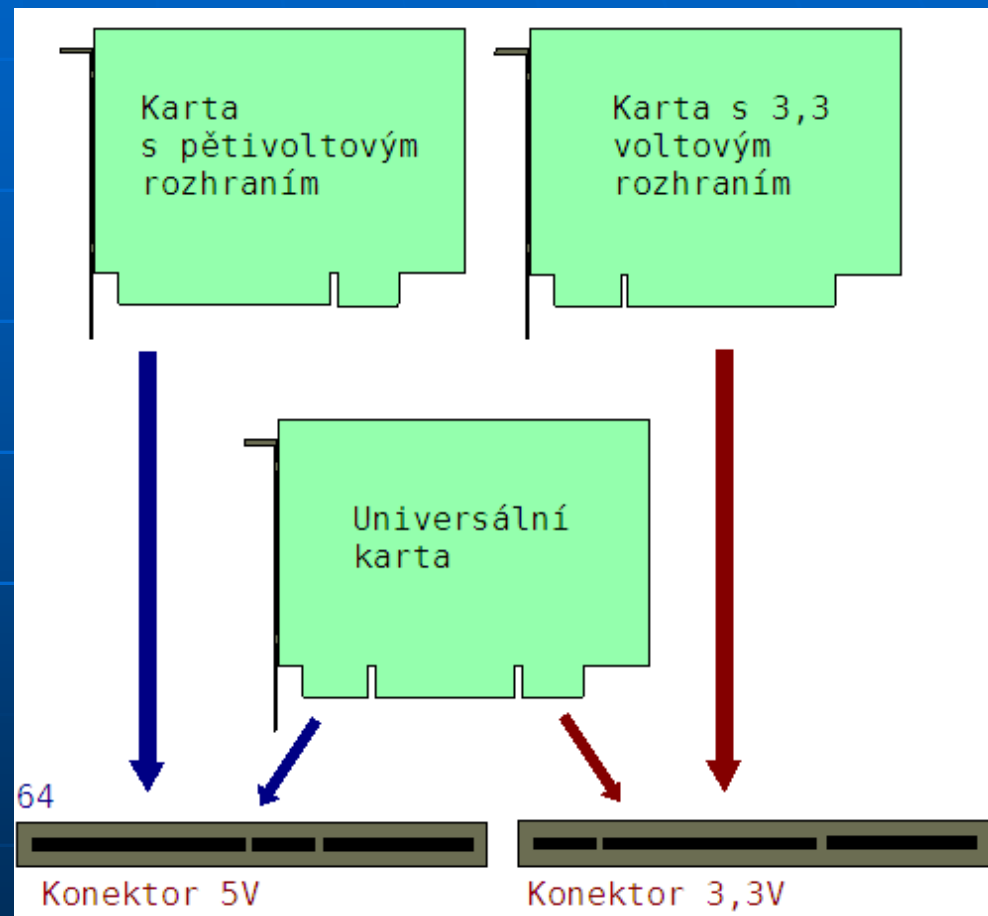 Karta
s pětivoltovým
rozhraním
Karta s 3,3
voltovým
rozhraním
Universální
karta
64
Konektor 5V
Konektor 3,3V